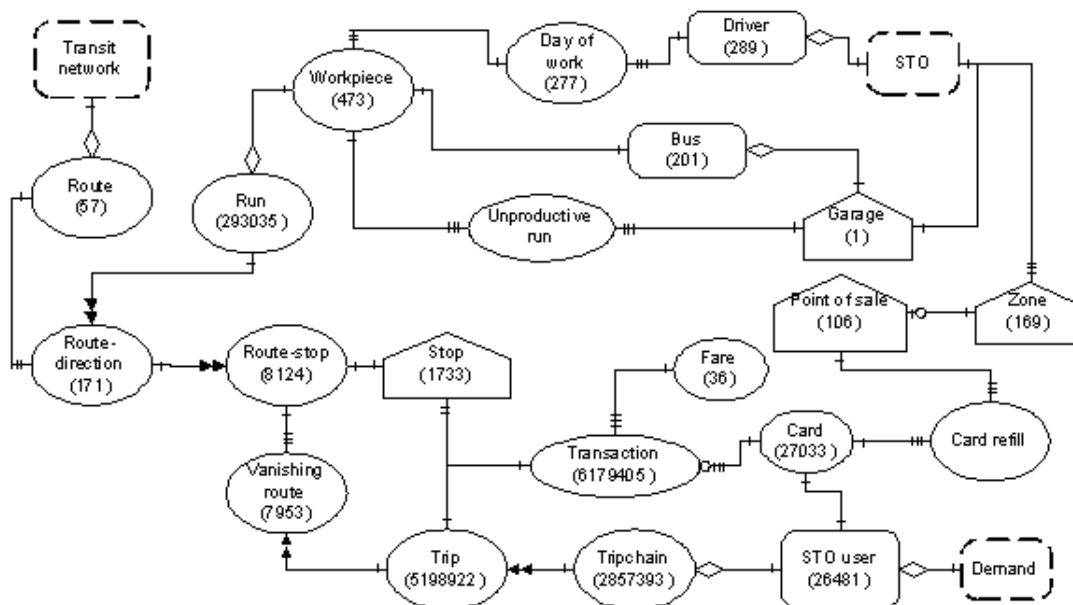 Transit
network
Workpiece
(473)
Day of
work
(277)
Driver
(289)
STO
Bus
(201)
Route
(57)
Run
(293035)
Unproductive
run
Garage
(1)
Point of sale
(106)
Zone
(169)
Route-
direction
(171)
Route-stop
(8124)
Stop
(1733)
Fare
(36)
Transaction
(6179405)
Card
(27033)
Card refill
Vanishing
route
(7953)
Trip
(5198922)
Tripchain
(2857393)
STO user
(26481)
Demand